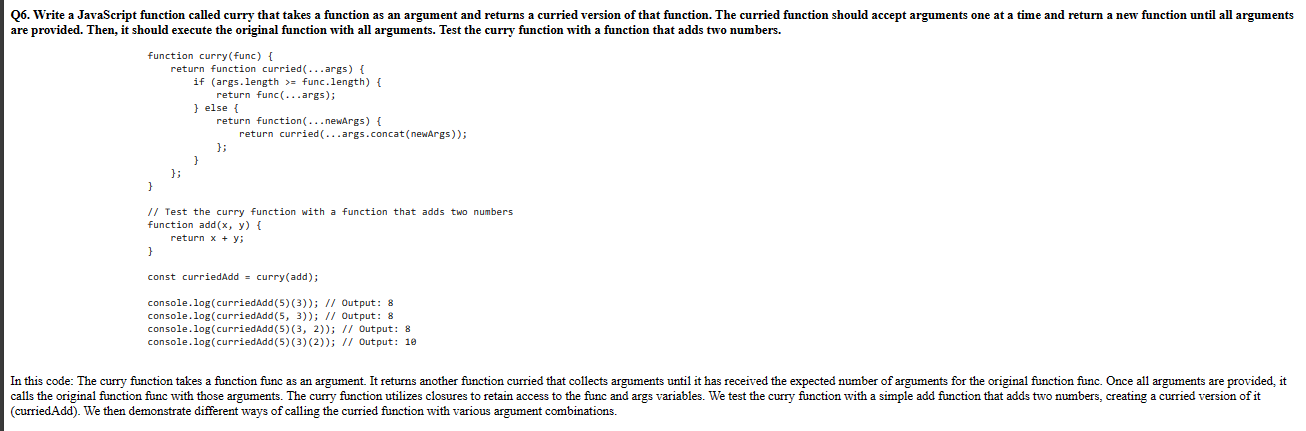 Q6. Write a JavaScript function called curry that takes a function as an argument and returns a curried version of that function. The curried function should accept arguments one at a time and return a new function until all arguments
are provided. Then, it should execute the original function with all arguments. Test the curry function with a function that adds two numbers.
function curry(func) {
    return function curried(...args) {
        if (args.length >= func.length) {
            return func(...args);
        } else {
            return function(...newArgs) {
                return curried(...args.concat(newArgs));
            };
        }
    };
}
// Test the curry function with a function that adds two numbers
function add(x, y) {
    return x + y;
}
const curriedAdd = curry(add);
console.log(curriedAdd(5)(3)); // Output: 8
console.log(curriedAdd(5, 3)); // Output: 8
console.log(curriedAdd(5)(3, 2)); // Output: 8
console.log(curriedAdd(5)(3)(2)); // Output: 10
In this code: The curry function takes a function func as an argument. It returns another function curried that collects arguments until it has received the expected number of arguments for the original function func. Once all arguments are provided, it
calls the original function func with those arguments. The curry function utilizes closures to retain access to the func and args variables. We test the curry function with a simple add function that adds two numbers, creating a curried version of it
(curriedAdd). We then demonstrate different ways of calling the curried function with various argument combinations.